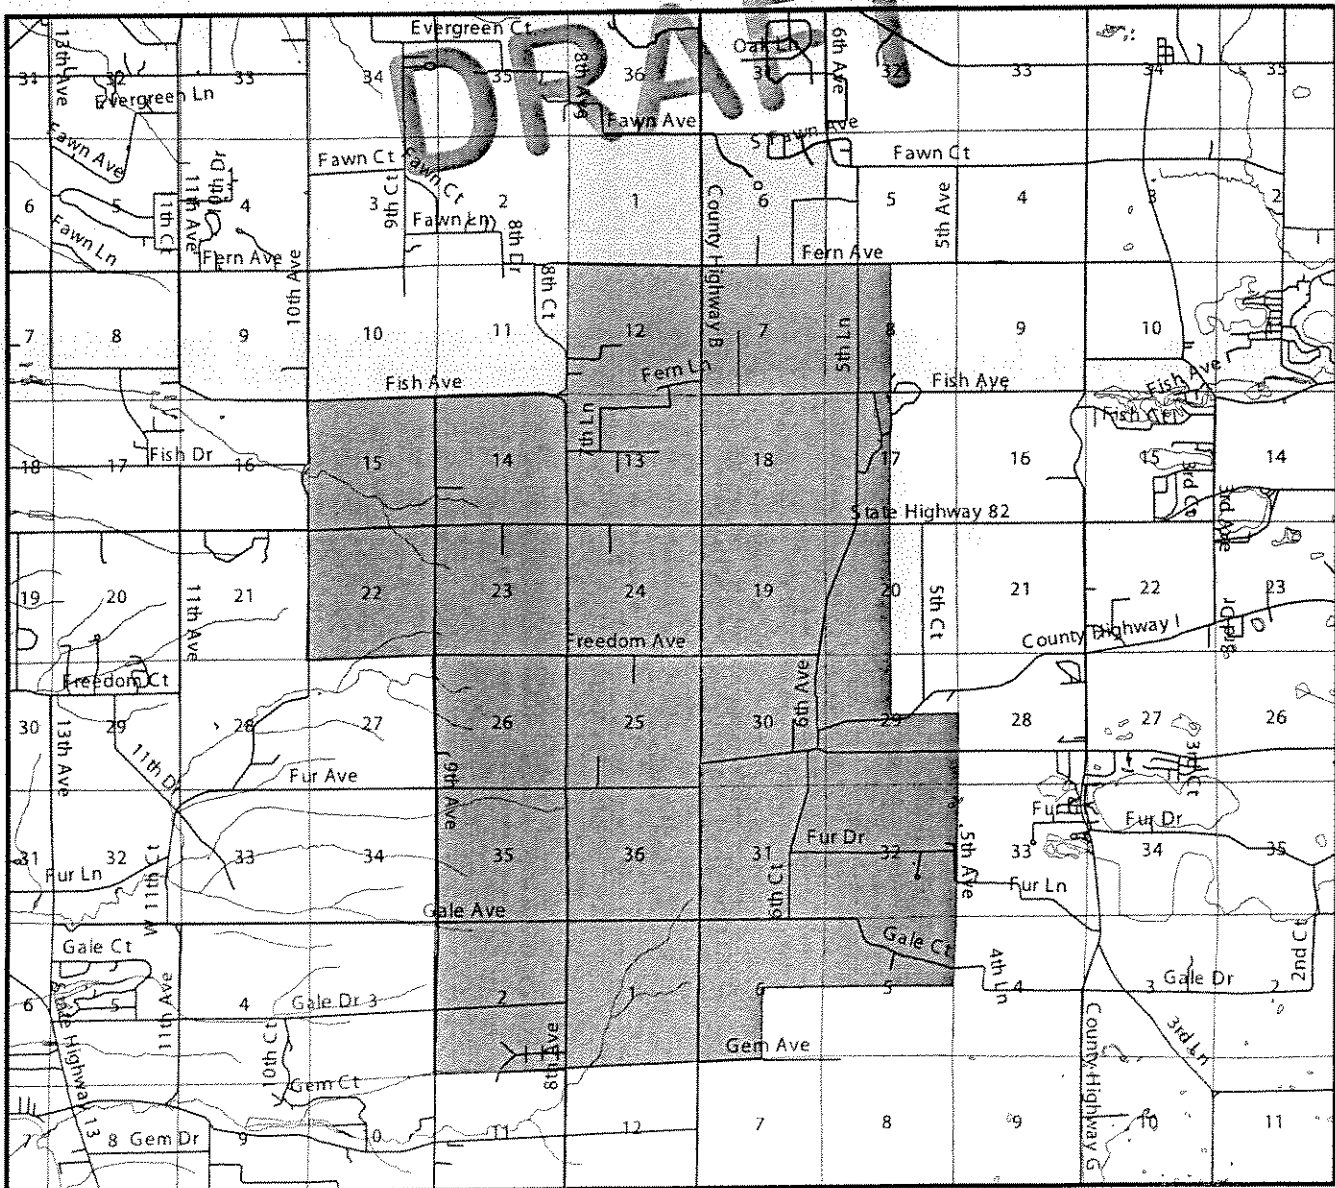 DRAFT
Evergreen Ct
13th Ave
8th Ave
Oak Ln
6th Ave
31 32 33 34 35 36 31 32 33 34 35
Evergreen Ln
Fawn Ave
Fawn Ave
S Fawn Ave
Fawn Ct
Fawn Ct
Fawn Ct
10th Dr
11th Ave
11th Ct
9th Ct
County Highway B
5th Ave
6 5 4 3 2 1 6 5 4 3 2
Fawn Ln
Fawn Ln
8th Dr
Fern Ave
Fern Ave
10th Ave
8th Ct
5th Ln
7 8 9 10 11 12 7 8 9 10
Fern Ln
Fish Ave
Fish Ave
Fish Ave
Fish Ct
7th Ln
Fish Dr
18 17 16 15 14 13 18 17 16 15 14
3rd Ct
3rd Ave
State Highway 82
19 20 21 22 23 24 19 20 21 22 23
11th Ave
5th Ct
Freedom Ave
County Highway I
Freedom Ct
6th Ave
30 29 28 27 26 25 30 29 28 27 26
13th Ave
11th Dr
3rd Ct
Fur Ave
9th Ave
Fur Dr
Fur Dr
31 32 33 34 35 36 31 32 33 34 35
5th Ave
Fur Ln
Fur Ln
W 11th Ct
6th Ct
Gale Ave
Gale Ct
Gale Ct
4th Ln
2nd Ct
Gale Dr
6 5 4 Gale Dr 3 2 1 6 5 4 3 2
State Highway 13
11th Ave
3rd Ln
Gem Ave
8th Ave
10th Ct
County Highway G
Gem Ct
7 8 Gem Dr 9 10 11 12 7 8 9 10 11